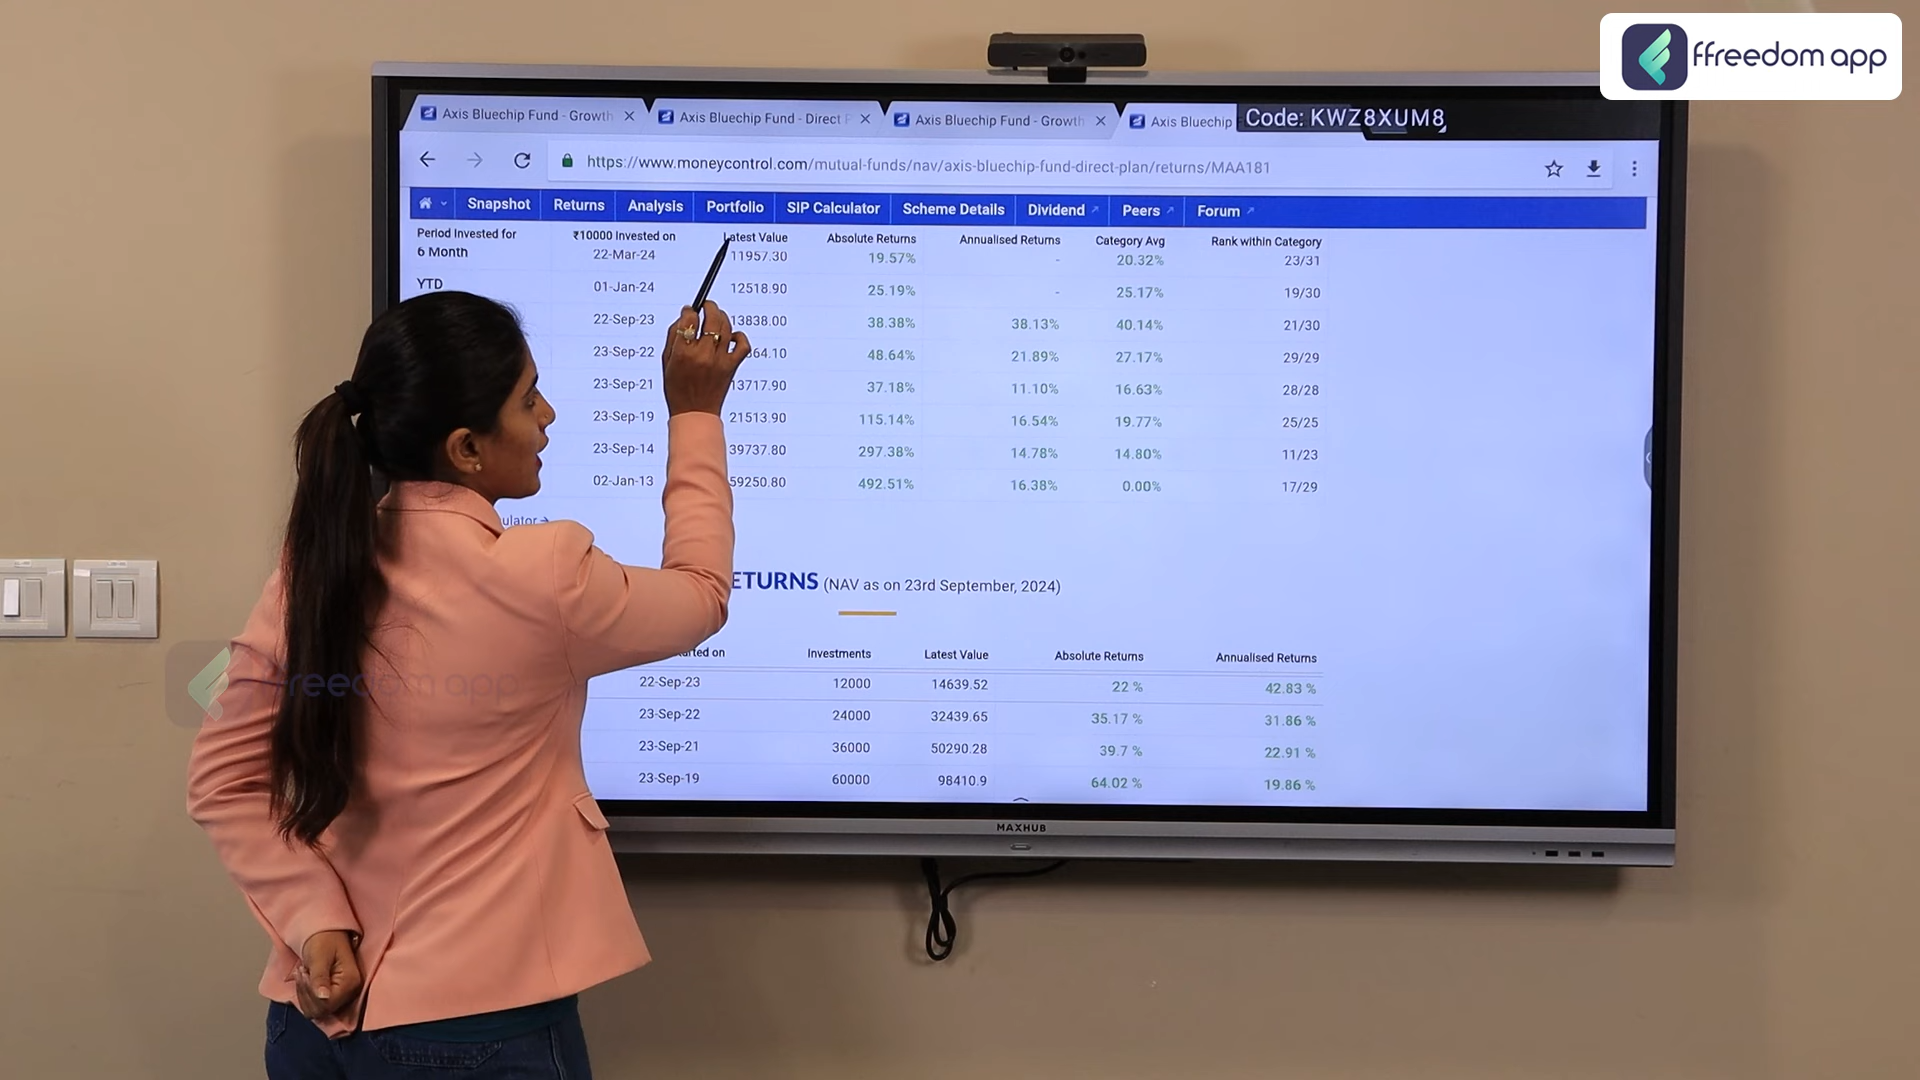 ffreedom app
Axis Bluechip Fund - Growth
Axis Bluechip Fund - Direct P
Axis Bluechip Fund - Growth
Axis Bluechip
Code: KWZ8XUM8
https://www.moneycontrol.com/mutual-funds/nav/axis-bluechip-fund-direct-plan/returns/MAA181
Snapshot Returns Analysis Portfolio SIP Calculator Scheme Details Dividend Peers Forum
Period Invested for ₹10000 Invested on Latest Value Absolute Returns Annualised Returns Category Avg Rank within Category
6 Month 22-Mar-24 11957.30 19.57% - 20.32% 23/31
YTD 01-Jan-24 12518.90 25.19% - 25.17% 19/30
22-Sep-23 13838.00 38.38% 38.13% 40.14% 21/30
23-Sep-22 64.10 48.64% 21.89% 27.17% 29/29
23-Sep-21 13717.90 37.18% 11.10% 16.63% 28/28
23-Sep-19 21513.90 115.14% 16.54% 19.77% 25/25
23-Sep-14 39737.80 297.38% 14.78% 14.80% 11/23
02-Jan-13 59250.80 492.51% 16.38% 0.00% 17/29
ulator →
ETURNS (NAV as on 23rd September, 2024)
arted on Investments Latest Value Absolute Returns Annualised Returns
22-Sep-23 12000 14639.52 22 % 42.83 %
23-Sep-22 24000 32439.65 35.17 % 31.86 %
23-Sep-21 36000 50290.28 39.7 % 22.91 %
23-Sep-19 60000 98410.9 64.02 % 19.86 %
MAXHUB
ffreedom app